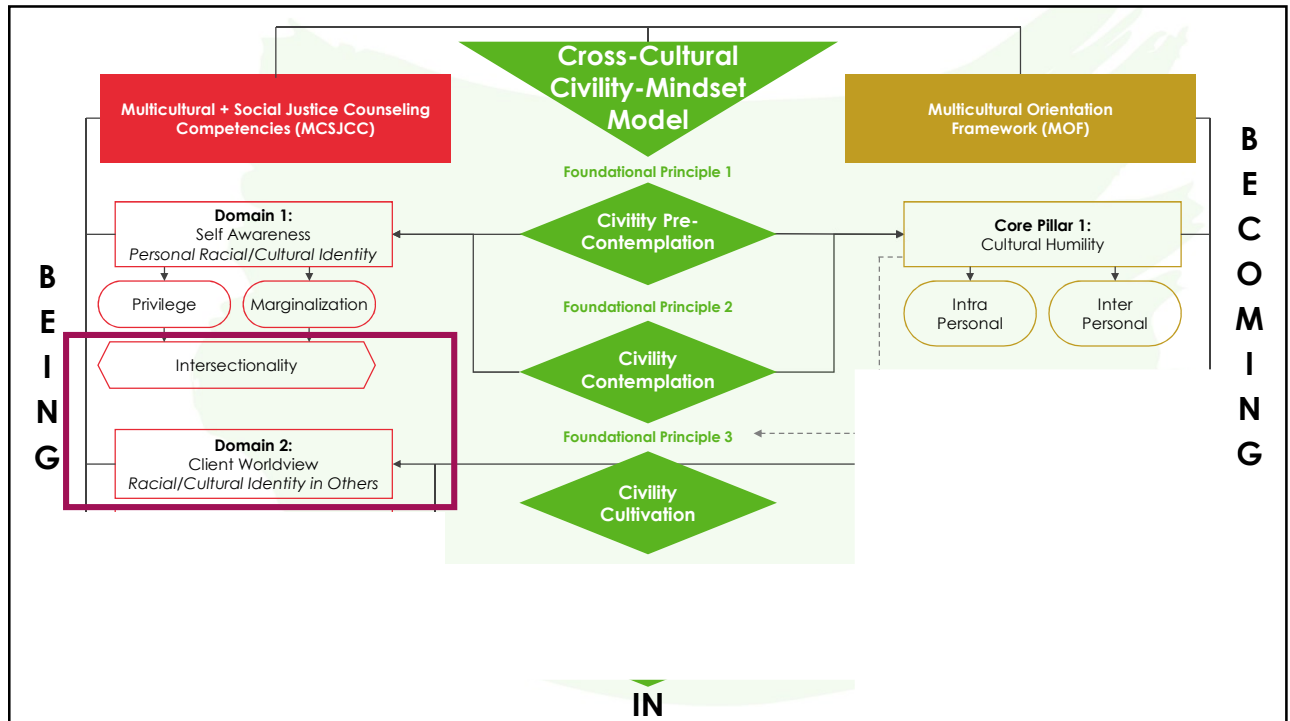 Cross-Cultural
Civility-Mindset
Model
Multicultural + Social Justice Counseling
Competencies (MCSJCC)
Multicultural Orientation
Framework (MOF)
Foundational Principle 1
Civitity Pre-
Contemplation
Domain 1:
Self Awareness
Personal Racial/Cultural Identity
Core Pillar 1:
Cultural Humility
Privilege
Marginalization
Intra
Personal
Inter
Personal
Foundational Principle 2
Civility
Contemplation
Intersectionality
Foundational Principle 3
Domain 2:
Client Worldview
Racial/Cultural Identity in Others
Civility
Cultivation
B
E
I
N
G
B
E
C
O
M
I
N
G
IN